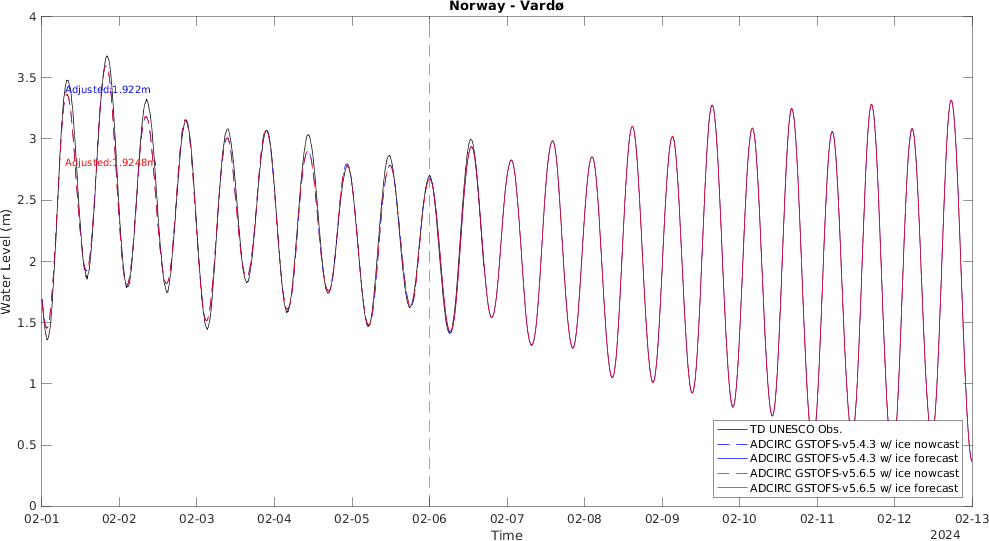 Norway - Vardø
4
3.5
3
2.5
2
1.5
1
0.5
0
Water Level (m)
Adjusted:1.922m
Adjusted:1.9248m
TD UNESCO Obs.
ADCIRC GSTOFS-v5.4.3 w/ ice nowcast
ADCIRC GSTOFS-v5.4.3 w/ ice forecast
ADCIRC GSTOFS-v5.6.5 w/ ice nowcast
ADCIRC GSTOFS-v5.6.5 w/ ice forecast
02-01 02-02 02-03 02-04 02-05 02-06 02-07 02-08 02-09 02-10 02-11 02-12 02-13
Time
2024